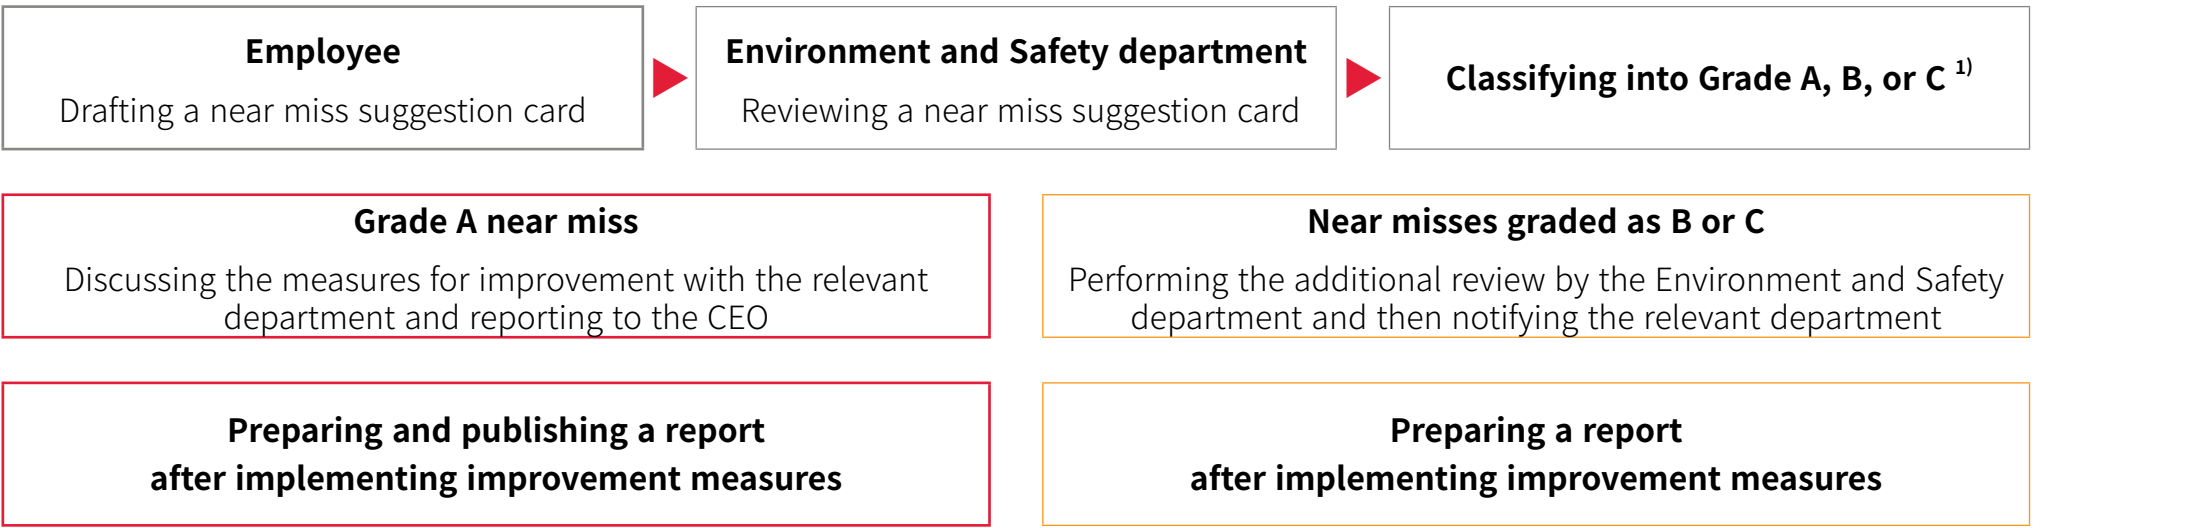 Employee
Drafting a near miss suggestion card
Environment and Safety department
Reviewing a near miss suggestion card
Classifying into Grade A, B, or C 1)
Grade A near miss
Discussing the measures for improvement with the relevant
department and reporting to the CEO
Near misses graded as B or C
Performing the additional review by the Environment and Safety
department and then notifying the relevant department
Preparing and publishing a report
after implementing improvement measures
Preparing a report
after implementing improvement measures